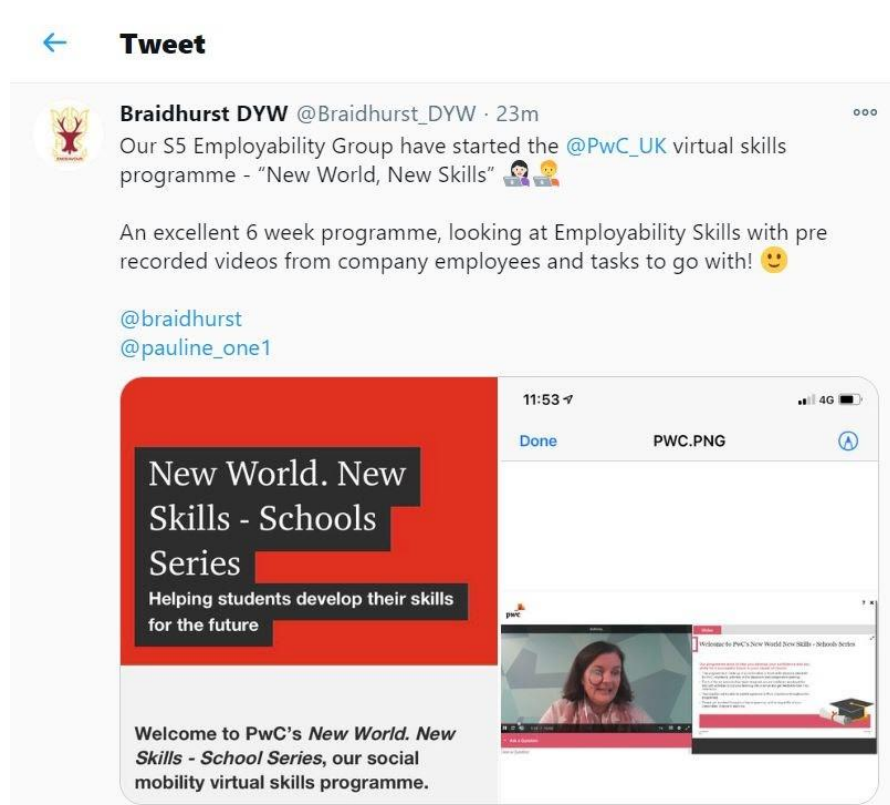 Tweet
Braidhurst DYW @Braidhurst_DYW · 23m
Our S5 Employability Group have started the @PwC_UK virtual skills
programme - “New World, New Skills” 👩🏻‍💻🧑‍💻
An excellent 6 week programme, looking at Employability Skills with pre
recorded videos from company employees and tasks to go with! 🙂
@braidhurst
@pauline_one1
New World. New
Skills - Schools
Series
Helping students develop their skills
for the future
Welcome to PwC’s New World. New
Skills - School Series, our social
mobility virtual skills programme.
11:53
4G
Done
PWC.PNG
pwc
Welcome to PwC's New World New Skills - Schools Series
Ask a Question